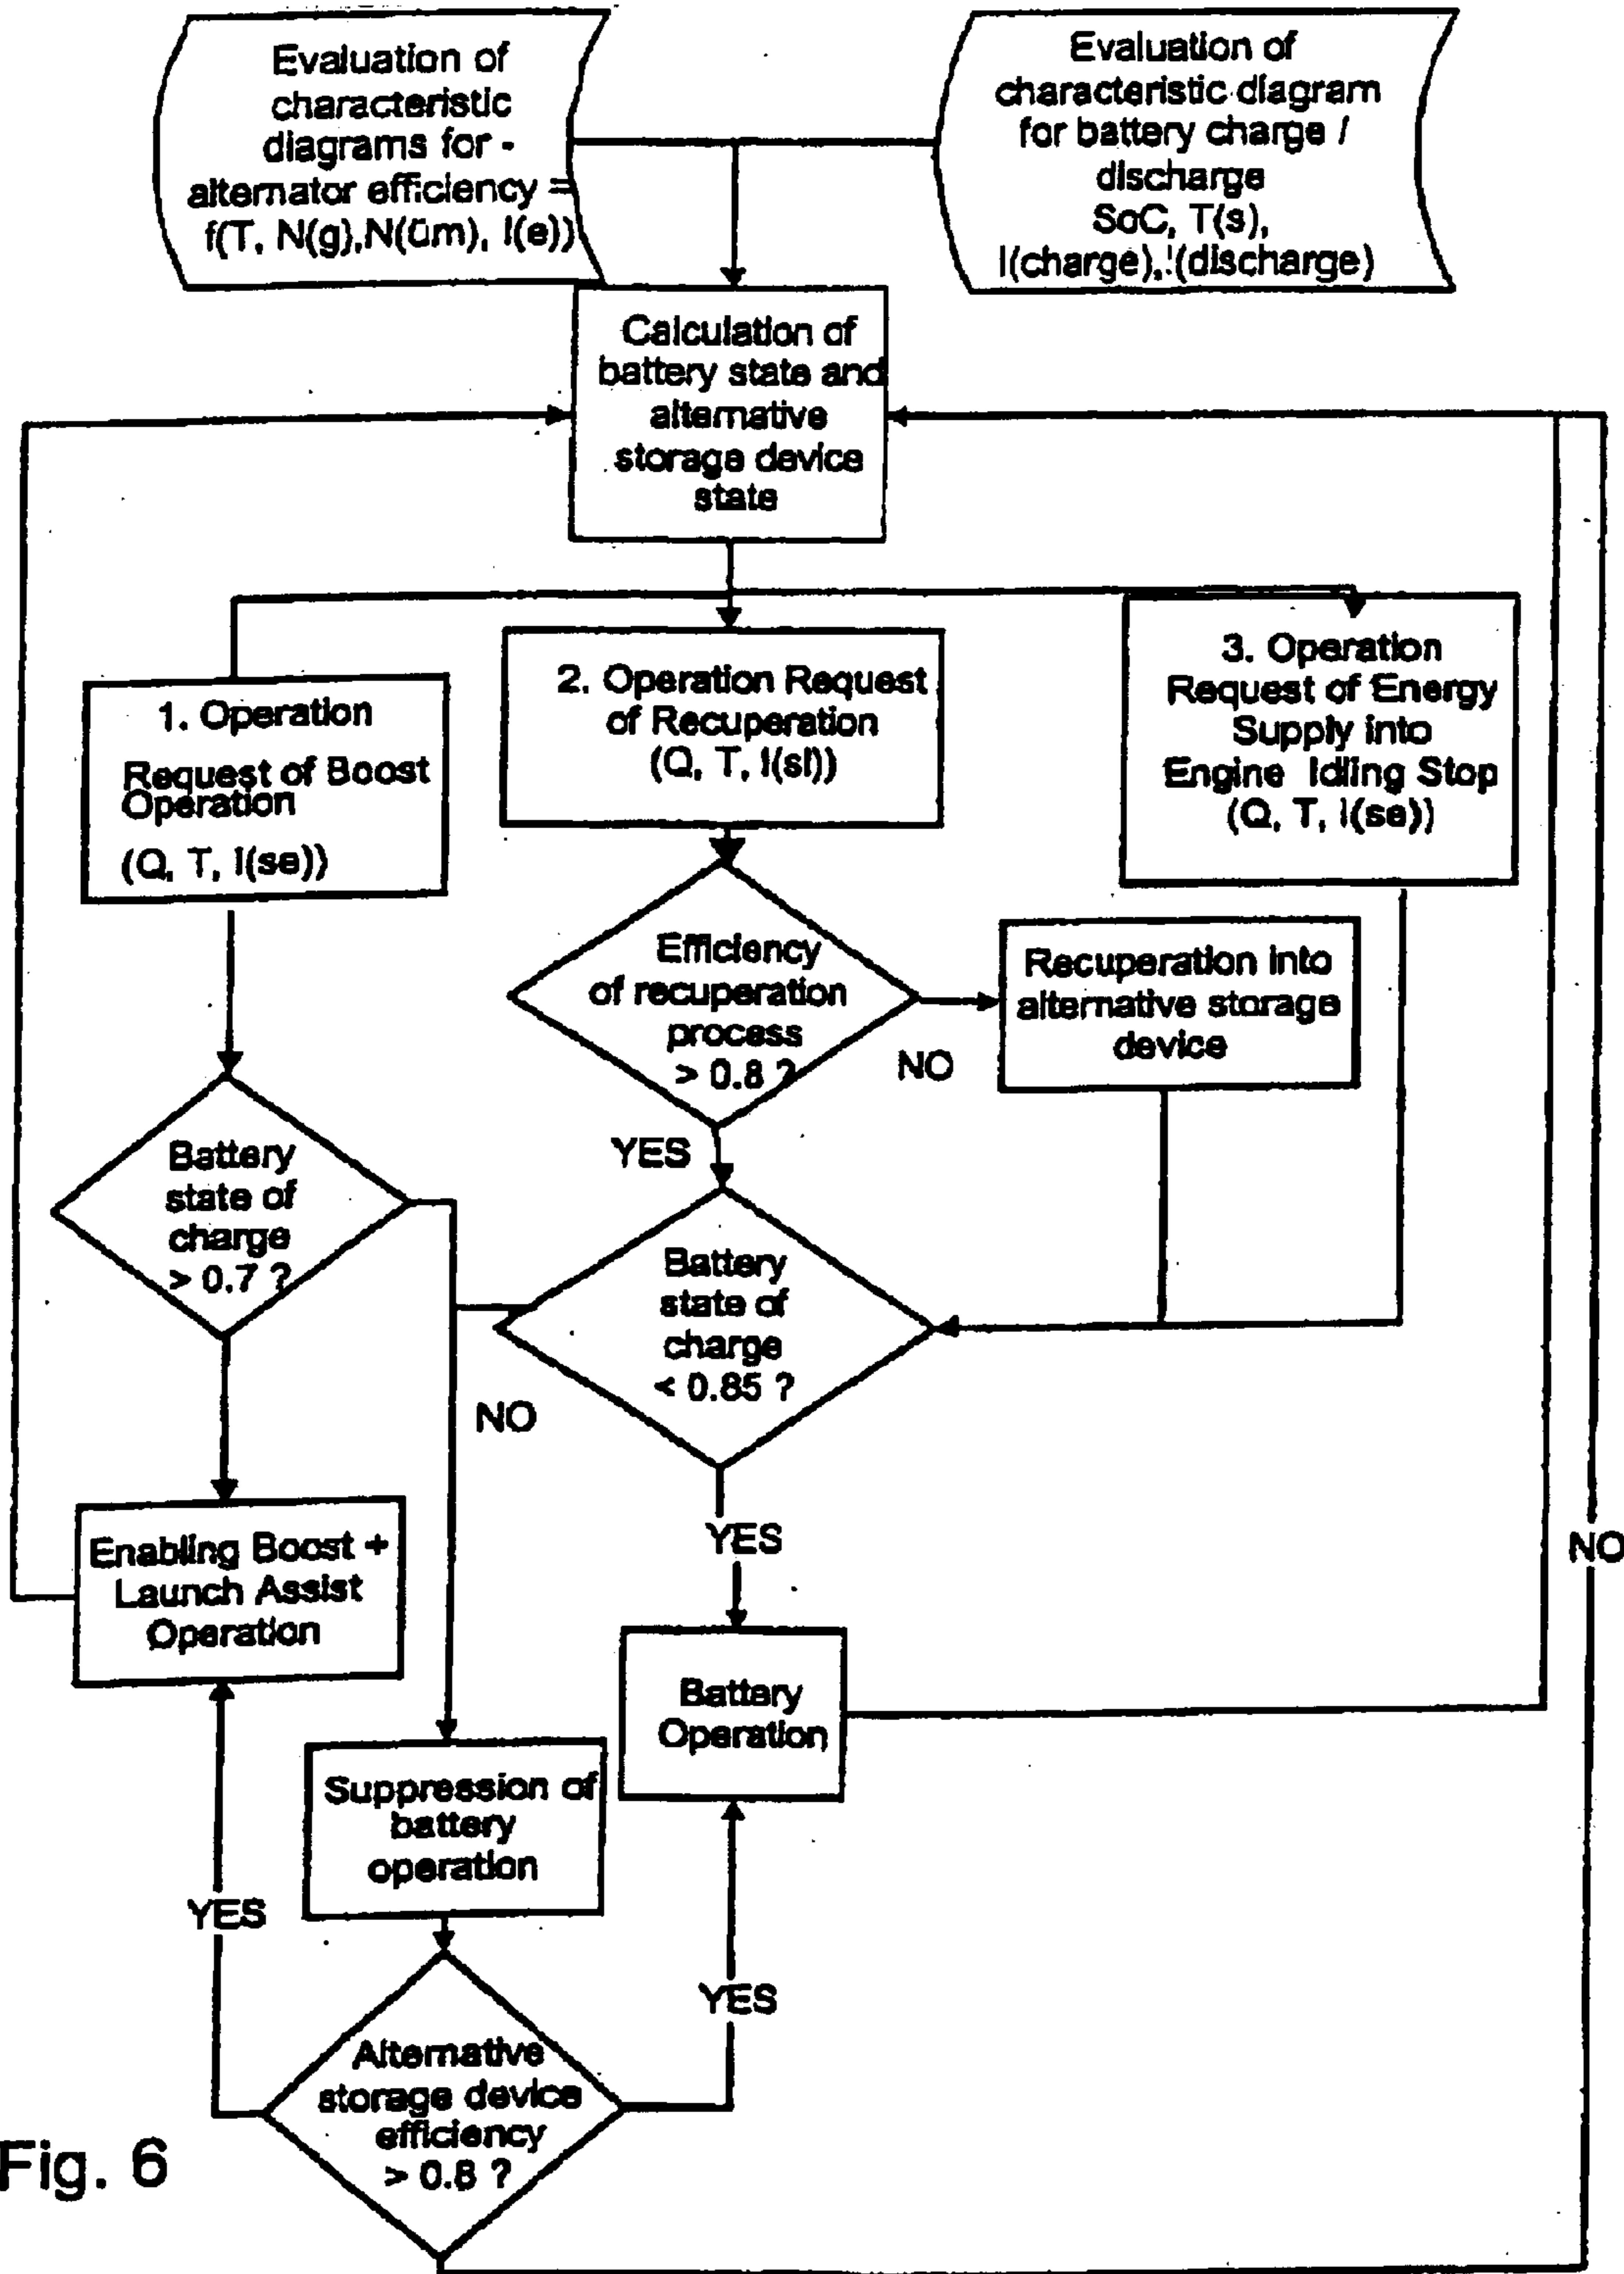 Evaluation of
characteristic
diagrams for -
alternator efficiency =
f(T, N(g),N(üm), I(e))
Evaluation of
characteristic diagram
for battery charge /
discharge
SoC, T(s),
I(charge),I(discharge)
Calculation of
battery state and
alternative
storage device
state
1. Operation
Request of Boost
Operation
(Q, T, I(se))
2. Operation Request
of Recuperation
(Q, T, I(sl))
3. Operation
Request of Energy
Supply into
Engine Idling Stop
(Q, T, I(se))
Efficiency
of recuperation
process
> 0.8 ?
NO
Recuperation into
alternative storage
device
YES
Battery
state of
charge
> 0.7 ?
Battery
state of
charge
< 0.85 ?
NO
YES
NO
Enabling Boost +
Launch Assist
Operation
Battery
Operation
Suppression of
battery
operation
YES
YES
Alternative
storage device
efficiency
> 0.8 ?
Fig. 6